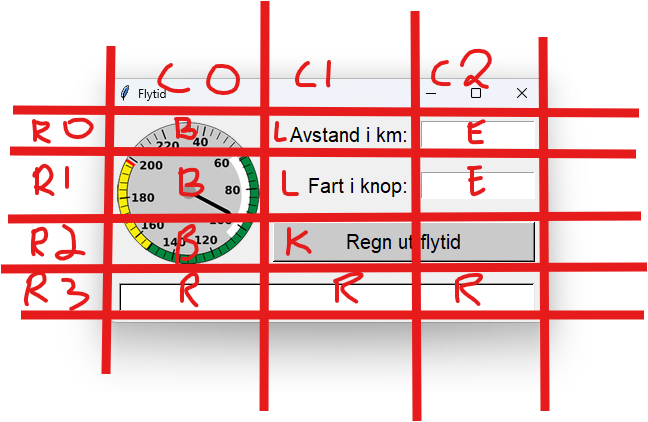 C0 C1 C2
Flytid
R0 B L Avstand i km: E
220 40
200 60
R1 B L Fart i knop: E
180 80
160
R2 B K Regn ut flytid
140 120
R3 R R R